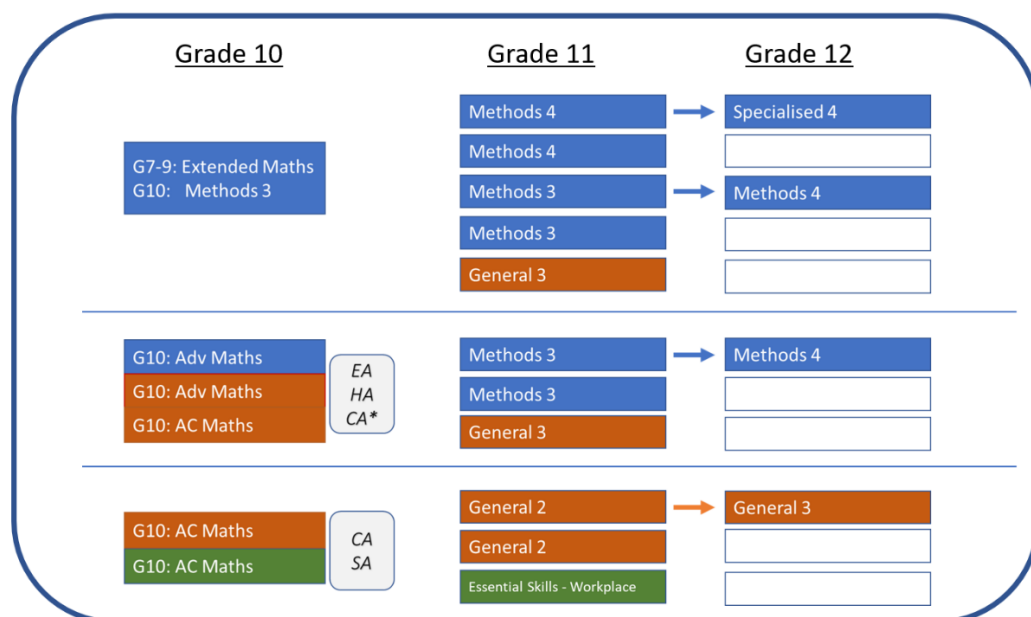 Grade 10
Grade 11
Grade 12
G7-9: Extended Maths
G10: Methods 3
Methods 4
Specialised 4
Methods 4
Methods 3
Methods 4
Methods 3
General 3
G10: Adv Maths
G10: Adv Maths
G10: AC Maths
EA
HA
CA*
Methods 3
Methods 4
Methods 3
General 3
G10: AC Maths
G10: AC Maths
CA
SA
General 2
General 3
General 2
Essential Skills - Workplace